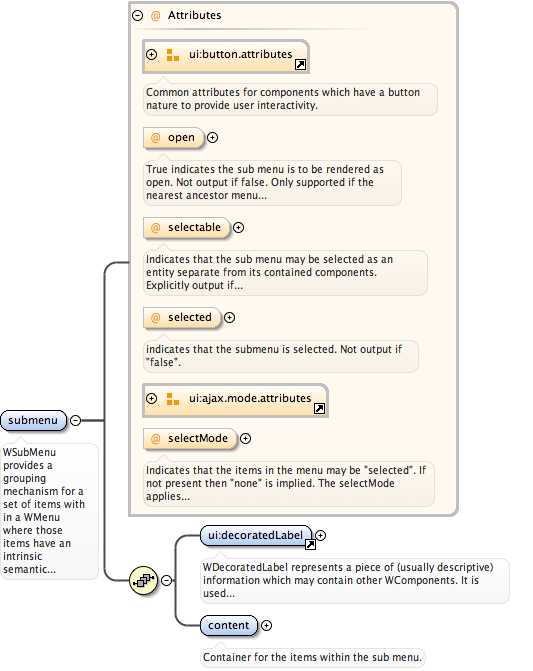 @ Attributes
ui:button.attributes
Common attributes for components which have a button
nature to provide user interactivity.
@ open
True indicates the sub menu is to be rendered as
open. Not output if false. Only supported if the
nearest ancestor menu...
@ selectable
Indicates that the sub menu may be selected as an
entity separate from its contained components.
Explicitly output if...
@ selected
indicates that the submenu is selected. Not output if
"false".
ui:ajax.mode.attributes
@ selectMode
Indicates that the items in the menu may be "selected". If
not present then "none" is implied. The selectMode
applies...
submenu
WSubMenu
provides a
grouping
mechanism for a
set of items with
in a WMenu
where those
items have an
intrinsic
semantic...
ui:decoratedLabel
WDecoratedLabel represents a piece of (usually descriptive)
information which may contain other WComponents. It is
used...
content
Container for the items within the sub menu.